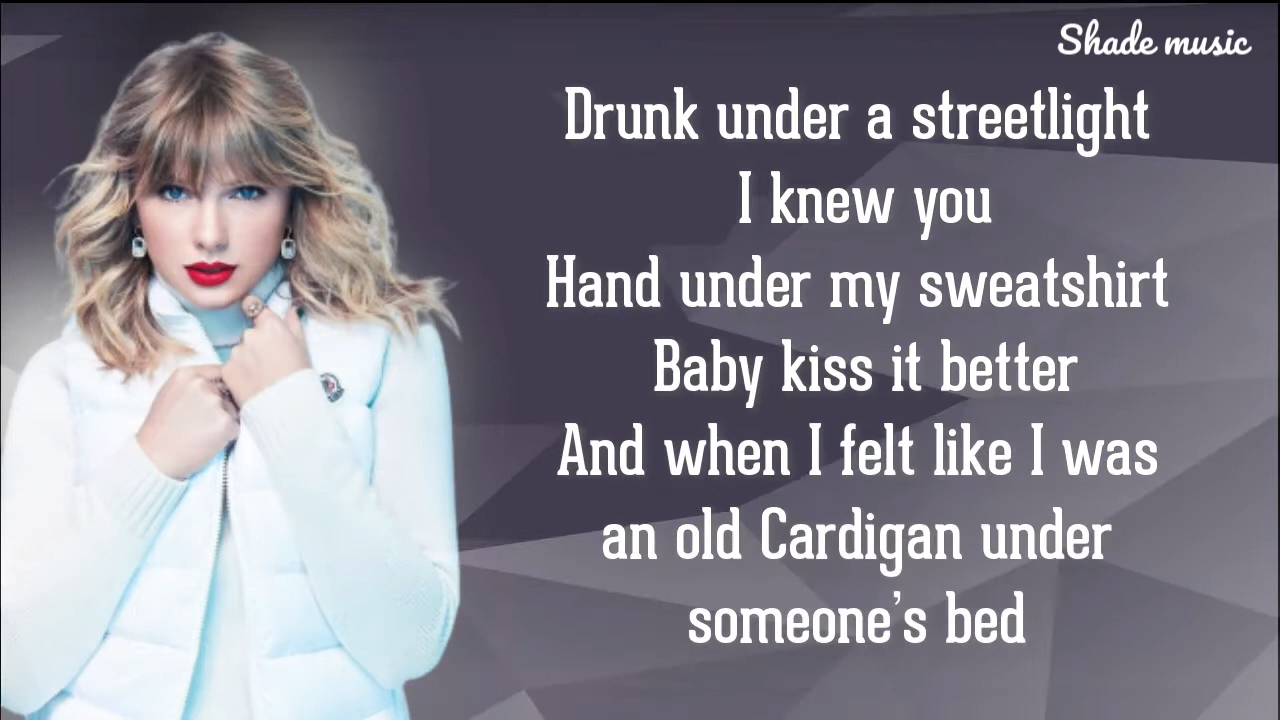 Shade music
Drunk under a streetlight
I knew you
Hand under my sweatshirt
Baby kiss it better
And when I felt like I was
an old Cardigan under
someone's bed